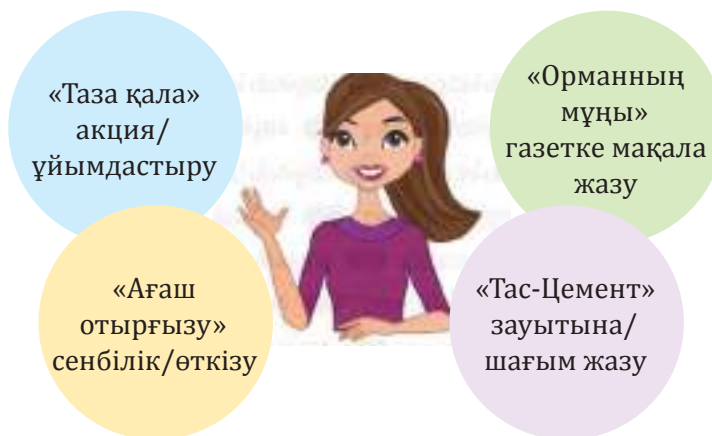 «Таза қала»
акция/
ұйымдастыру
«Орманның
мұңы»
газетке мақала
жазу
«Ағаш
отырғызу»
сенбілік/өткізу
«Тас-Цемент»
зауытына/
шағым жазу